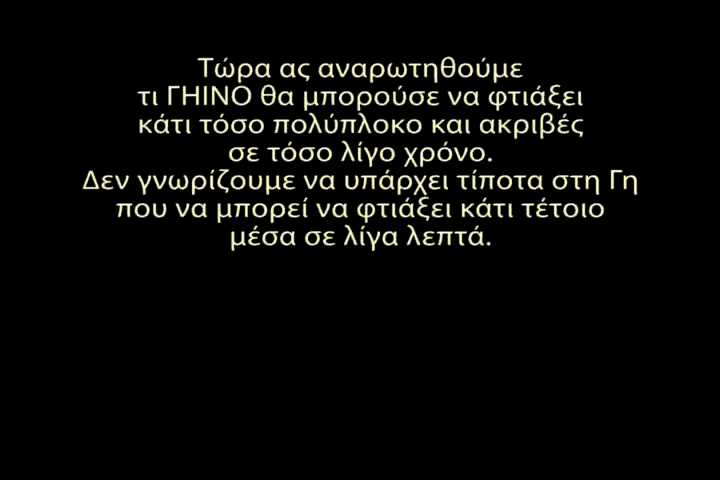 Τώρα ας αναρωτηθούμε
τι ΓΗΙΝΟ θα μπορούσε να φτιάξει
κάτι τόσο πολύπλοκο και ακριβές
σε τόσο λίγο χρόνο.
Δεν γνωρίζουμε να υπάρχει τίποτα στη Γη
που να μπορεί να φτιάξει κάτι τέτοιο
μέσα σε λίγα λεπτά.